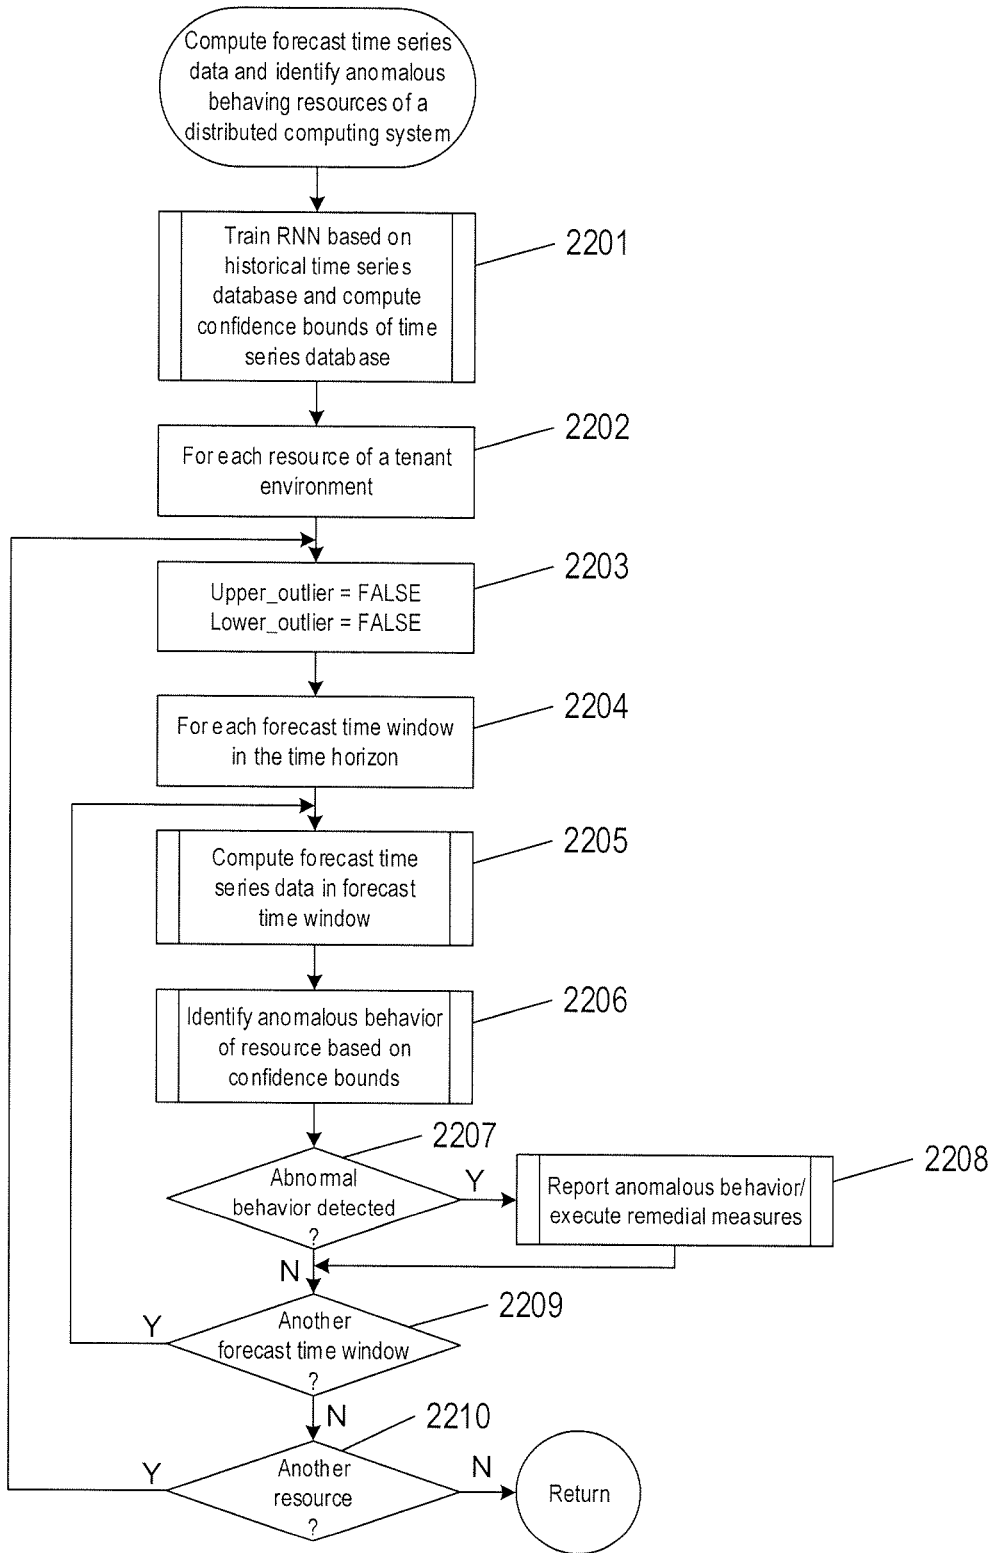 Compute forecast time series
data and identify anomalous
behaving resources of a
distributed computing system
Train RNN based on
historical time series
database and compute
confidence bounds of time
series database
2201
For each resource of a tenant
environment
2202
Upper_outlier = FALSE
Lower_outlier = FALSE
2203
For each forecast time window
in the time horizon
2204
Compute forecast time
series data in forecast
time window
2205
Identify anomalous behavior
of resource based on
confidence bounds
2206
Abnormal
behavior detected
?
2207
Y
Report anomalous behavior/
execute remedial measures
2208
N
Another
forecast time window
?
2209
Y
N
Another
resource
?
2210
Y
N
Return